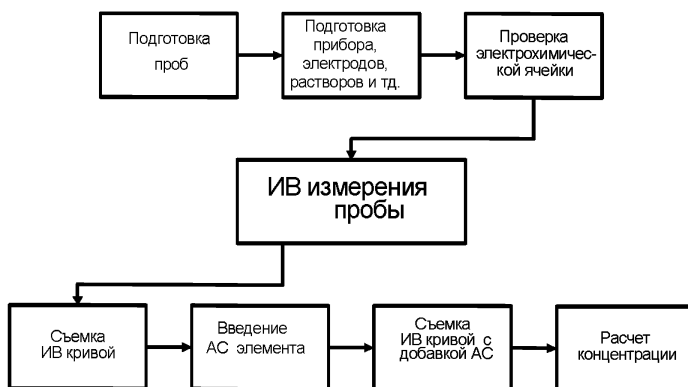 Подготовка
проб
Подготовка
прибора,
электродов,
растворов и тд.
Проверка
электрохимичес-
кой ячейки
ИВ измерения
пробы
Съемка
ИВ кривой
Введение
АС элемента
Съемка
ИВ кривой с
добавкой АС
Расчет
концентрации